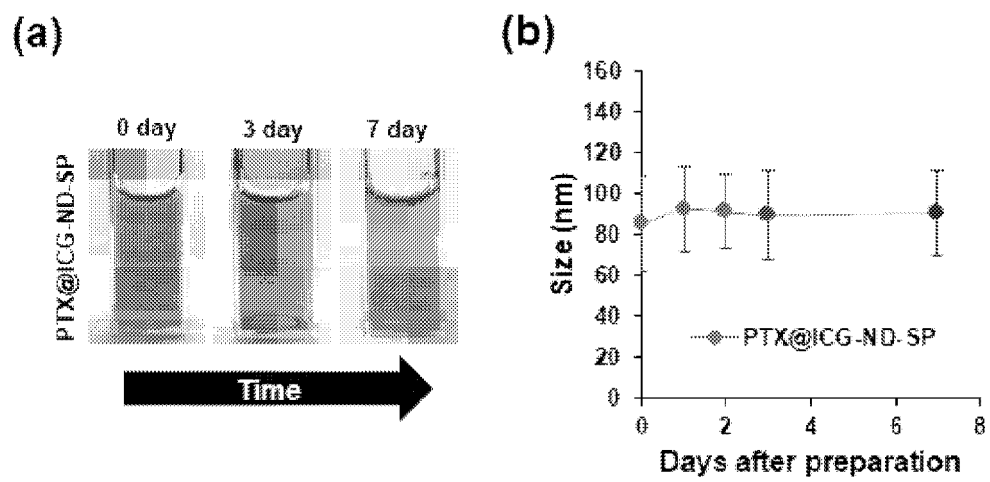 (a)
0 day 3 day 7 day
PTX@ICG-ND-SP
Time
(b)
160
140
120
100
80
60
40
20
0
Size (nm)
PTX@ICG-ND-SP
0 2 4 6 8
Days after preparation